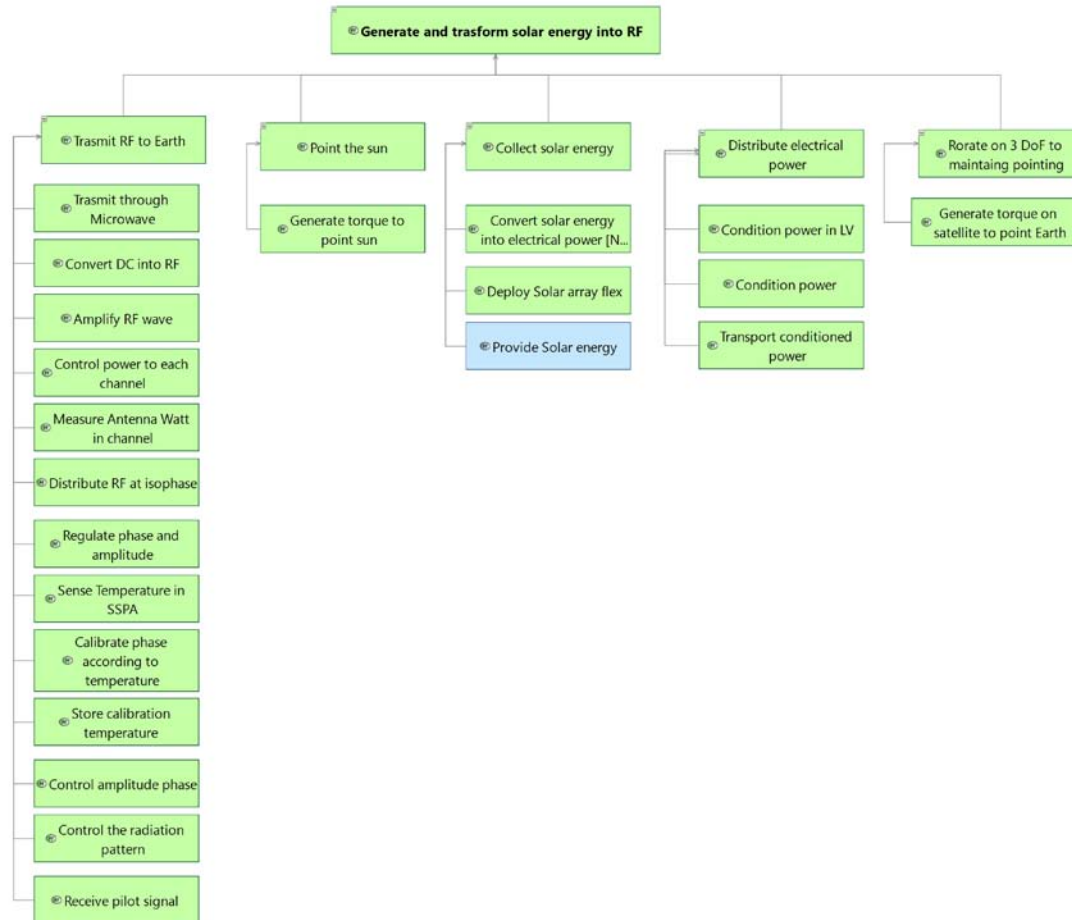 Generate and trasform solar energy into RF
Trasmit RF to Earth
Trasmit through
Microwave
Convert DC into RF
Amplify RF wave
Control power to each
channel
Measure Antenna Watt
in channel
Distribute RF at isophase
Regulate phase and
amplitude
Sense Temperature in
SSPA
Calibrate phase
according to
temperature
Store calibration
temperature
Control amplitude phase
Control the radiation
pattern
Receive pilot signal
Point the sun
Generate torque to
point sun
Collect solar energy
Convert solar energy
into electrical power [N...
Deploy Solar array flex
Provide Solar energy
Distribute electrical
power
Condition power in LV
Condition power
Transport conditioned
power
Rorate on 3 DoF to
maintaing pointing
Generate torque on
satellite to point Earth